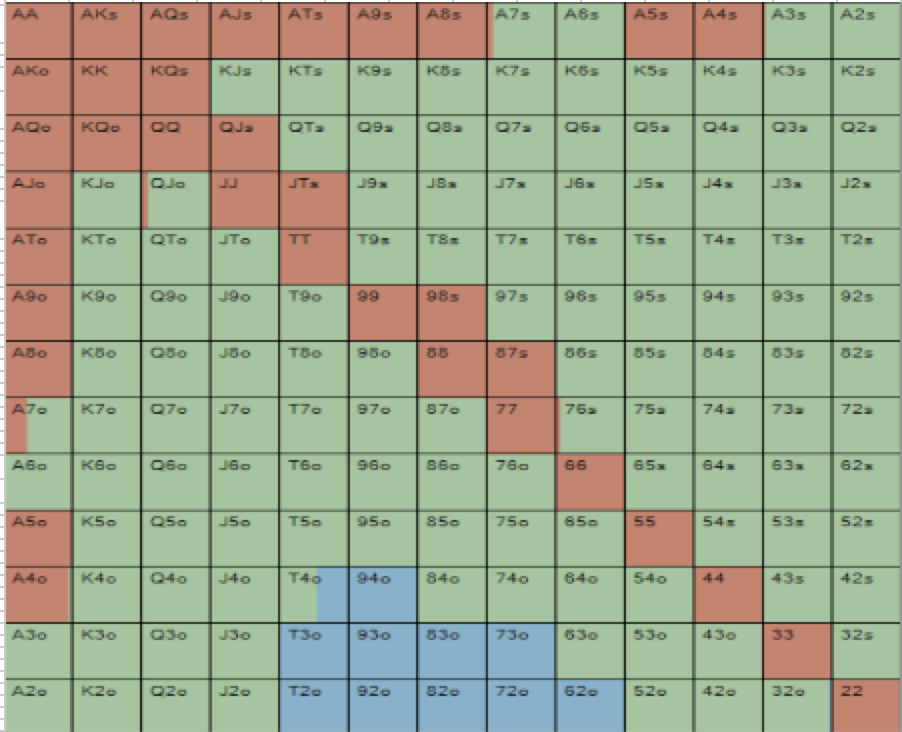 AA AKs AQs AJs ATs A9s A8s A7s A6s A5s A4s A3s A2s
AKo KK KQs KJs KTs K9s K8s K7s K6s K5s K4s K3s K2s
AQo KQo QQ QJs QTs Q9s Q8s Q7s Q6s Q5s Q4s Q3s Q2s
AJo KJo QJo JJ JTs J9s J8s J7s J6s J5s J4s J3s J2s
ATo KTo QTo JTo TT T9s T8s T7s T6s T5s T4s T3s T2s
A9o K9o Q9o J9o T9o 99 98s 97s 96s 95s 94s 93s 92s
A8o K8o Q8o J8o T8o 98o 88 87s 86s 85s 84s 83s 82s
A7o K7o Q7o J7o T7o 97o 87o 77 76s 75s 74s 73s 72s
A6o K6o Q6o J6o T6o 96o 86o 76o 66 65s 64s 63s 62s
A5o K5o Q5o J5o T5o 95o 85o 75o 65o 55 54s 53s 52s
A4o K4o Q4o J4o T4o 94o 84o 74o 64o 54o 44 43s 42s
A3o K3o Q3o J3o T3o 93o 83o 73o 63o 53o 43o 33 32s
A2o K2o Q2o J2o T2o 92o 82o 72o 62o 52o 42o 32o 22